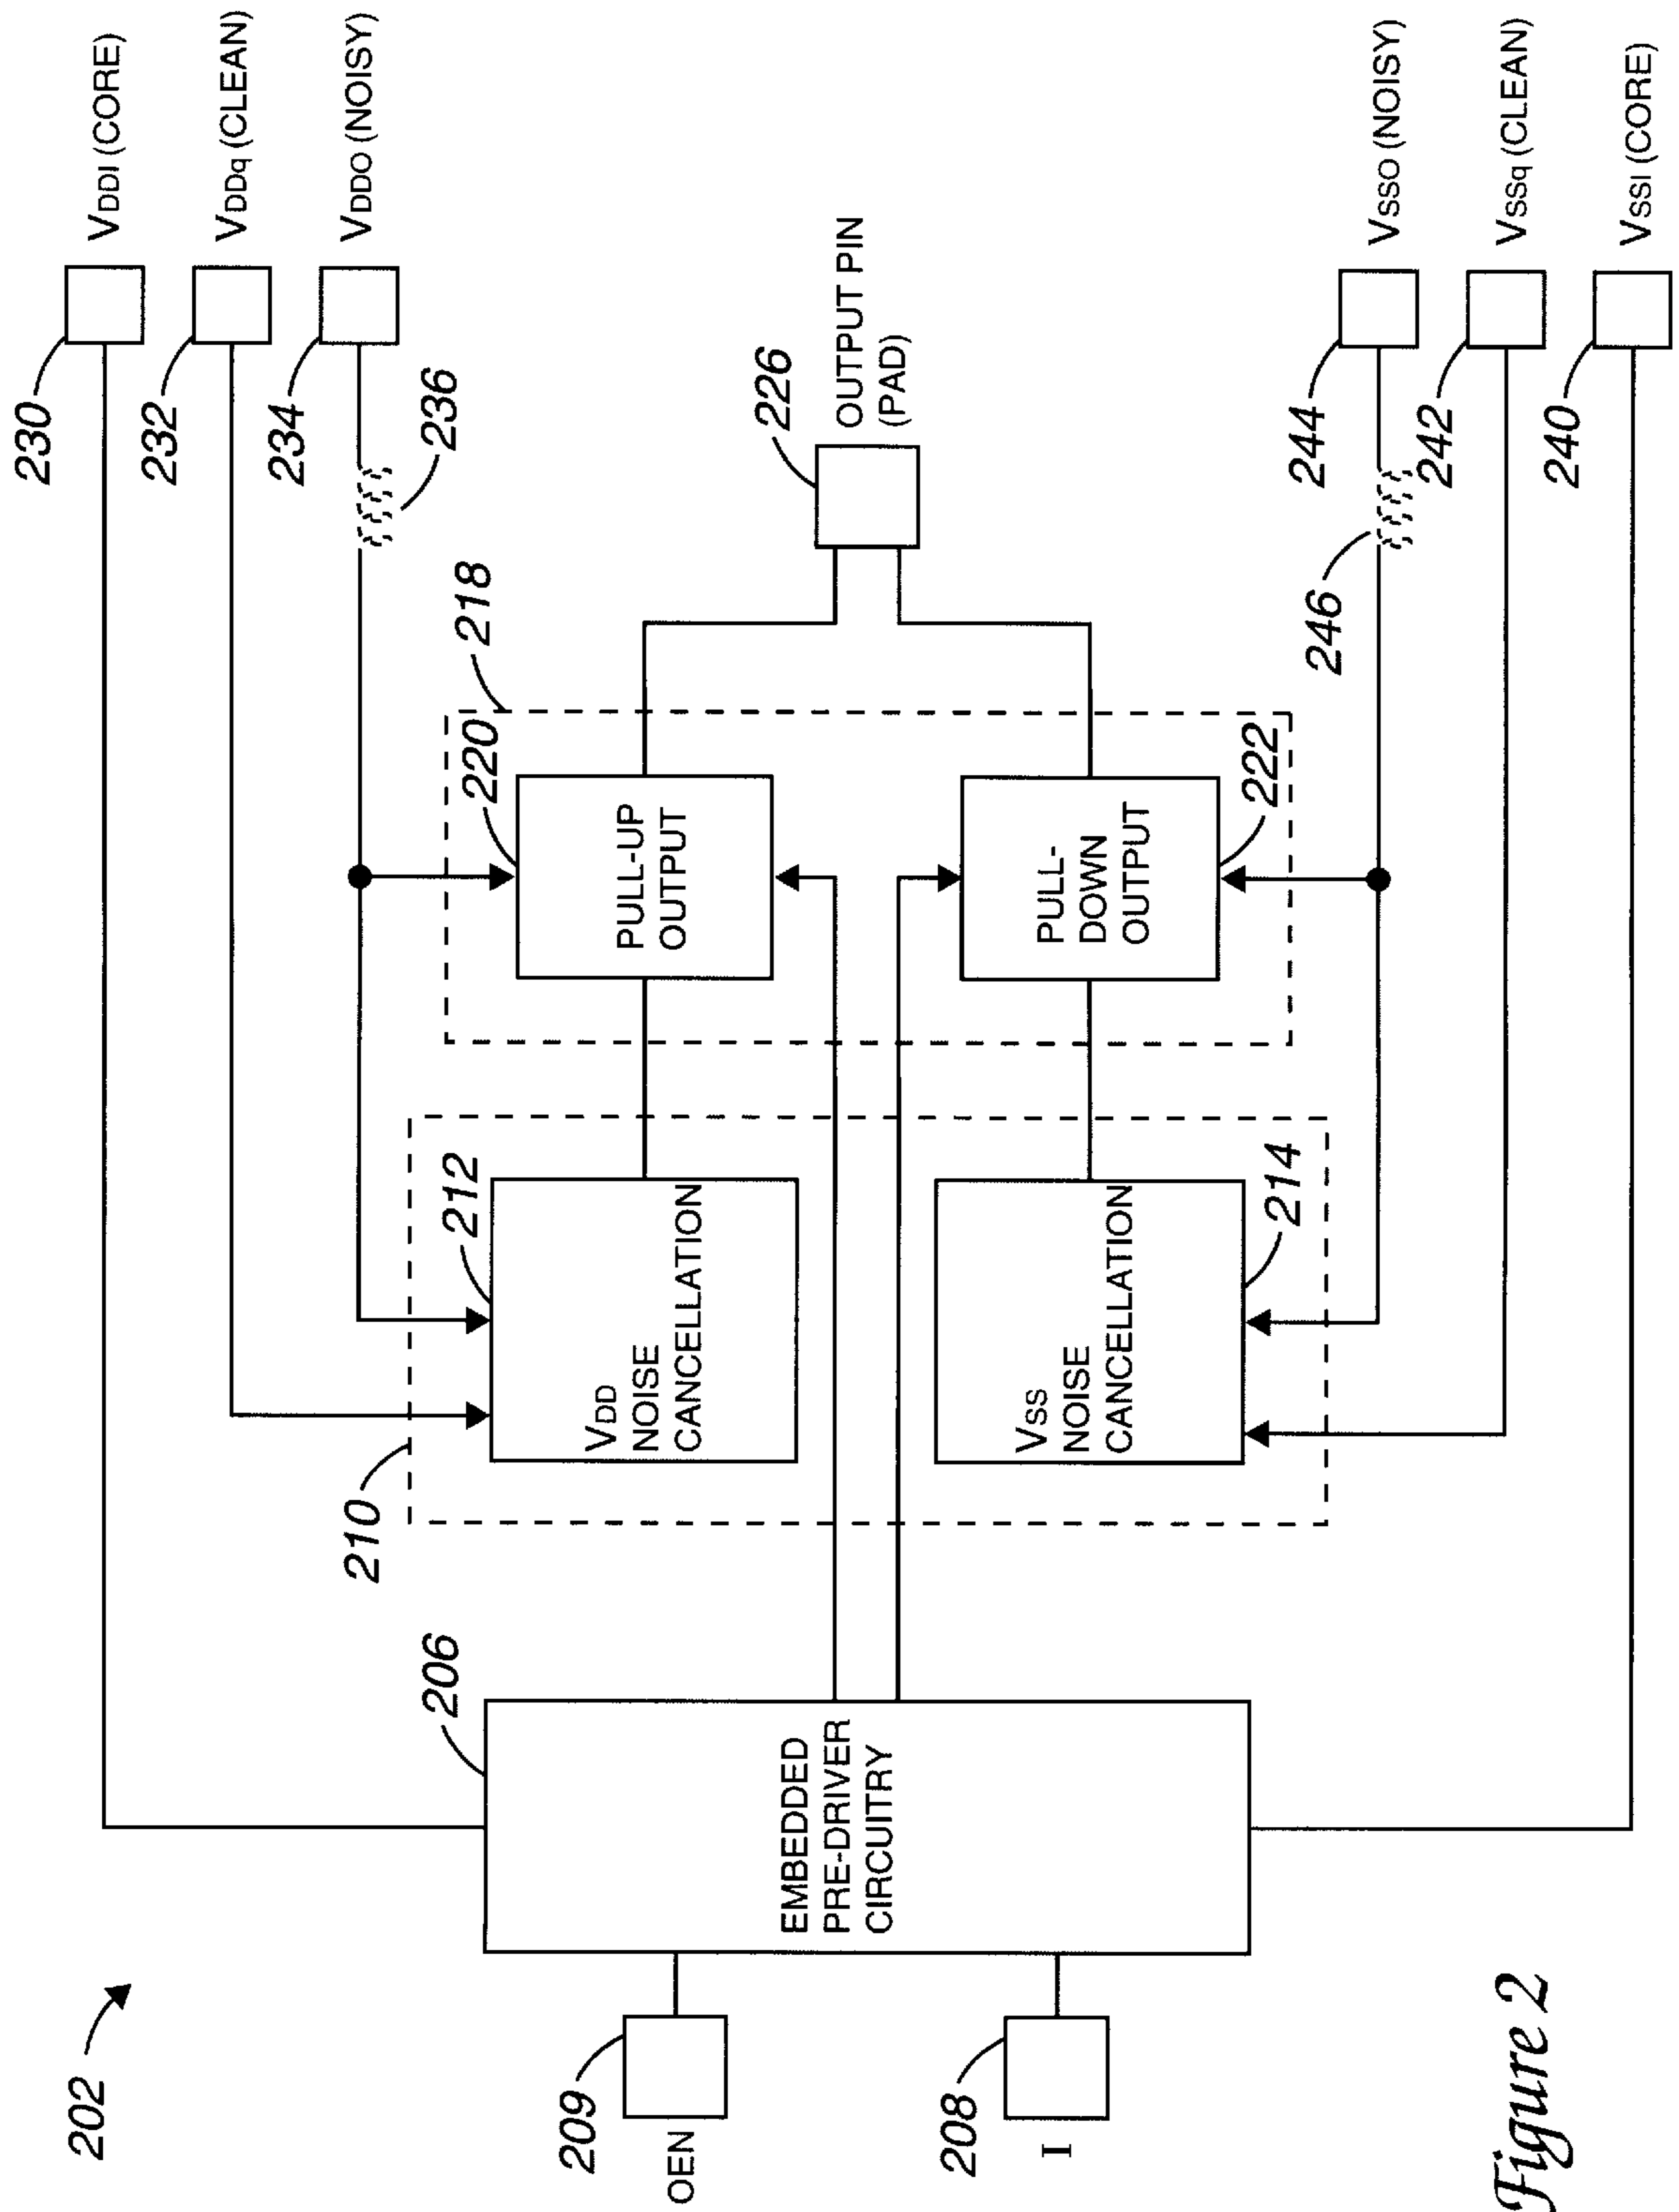 202
230
VDDI (CORE)
232
VDDq (CLEAN)
234
VDDO (NOISY)
236
218
220
212
210
206
209
OEN
208
I
EMBEDDED
PRE-DRIVER
CIRCUITRY
VDD
NOISE
CANCELLATION
PULL-UP
OUTPUT
226
OUTPUT PIN
(PAD)
VSS
NOISE
CANCELLATION
214
PULL-
DOWN
OUTPUT
222
246
244
VSSO (NOISY)
242
VSSq (CLEAN)
240
VSSI (CORE)
Figure 2